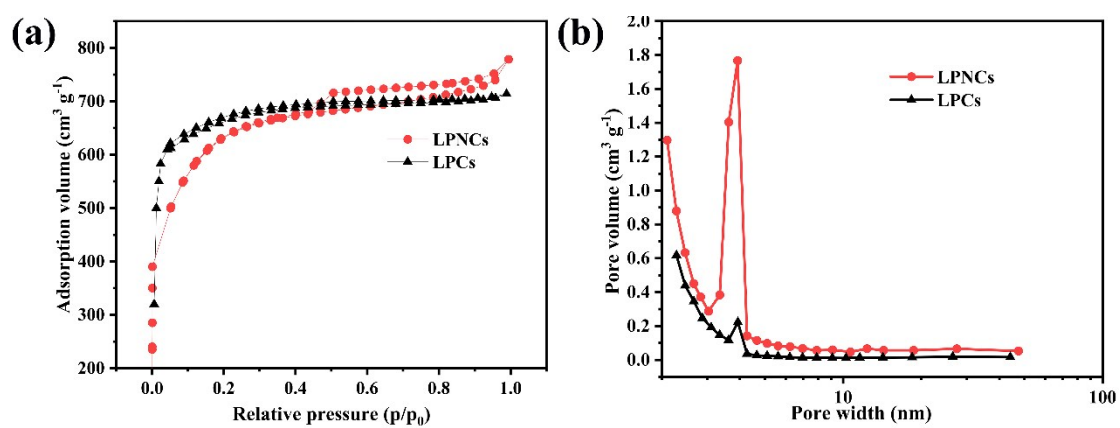 (a)
Adsorption volume (cm³ g⁻¹)
800
700
600
500
400
300
200
LPNCs
LPCs
0.0 0.2 0.4 0.6 0.8 1.0
Relative pressure (p/p₀)
(b)
Pore volume (cm³ g⁻¹)
2.0
1.8
1.6
1.4
1.2
1.0
0.8
0.6
0.4
0.2
0.0
LPNCs
LPCs
10 100
Pore width (nm)